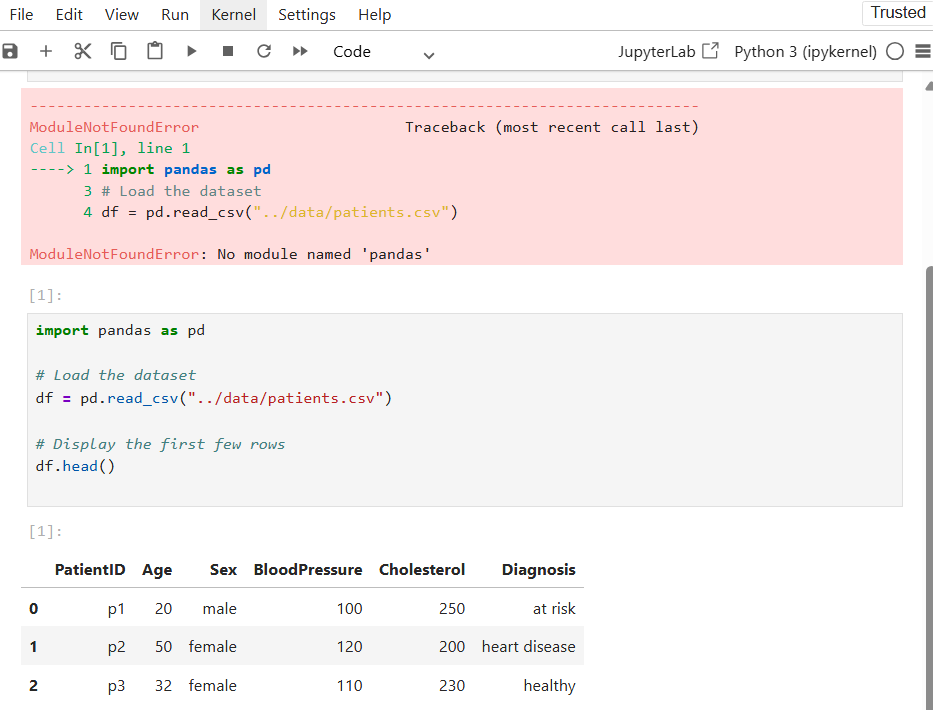 File Edit View Run Kernel Settings Help
Trusted
Code JupyterLab Python 3 (ipykernel)
---------------------------------------------------------------------------
ModuleNotFoundError Traceback (most recent call last)
Cell In[1], line 1
----> 1 import pandas as pd
3 # Load the dataset
4 df = pd.read_csv("../data/patients.csv")
ModuleNotFoundError: No module named 'pandas'
[1]:
import pandas as pd
# Load the dataset
df = pd.read_csv("../data/patients.csv")
# Display the first few rows
df.head()
[1]:
PatientID Age Sex BloodPressure Cholesterol Diagnosis
0 p1 20 male 100 250 at risk
1 p2 50 female 120 200 heart disease
2 p3 32 female 110 230 healthy